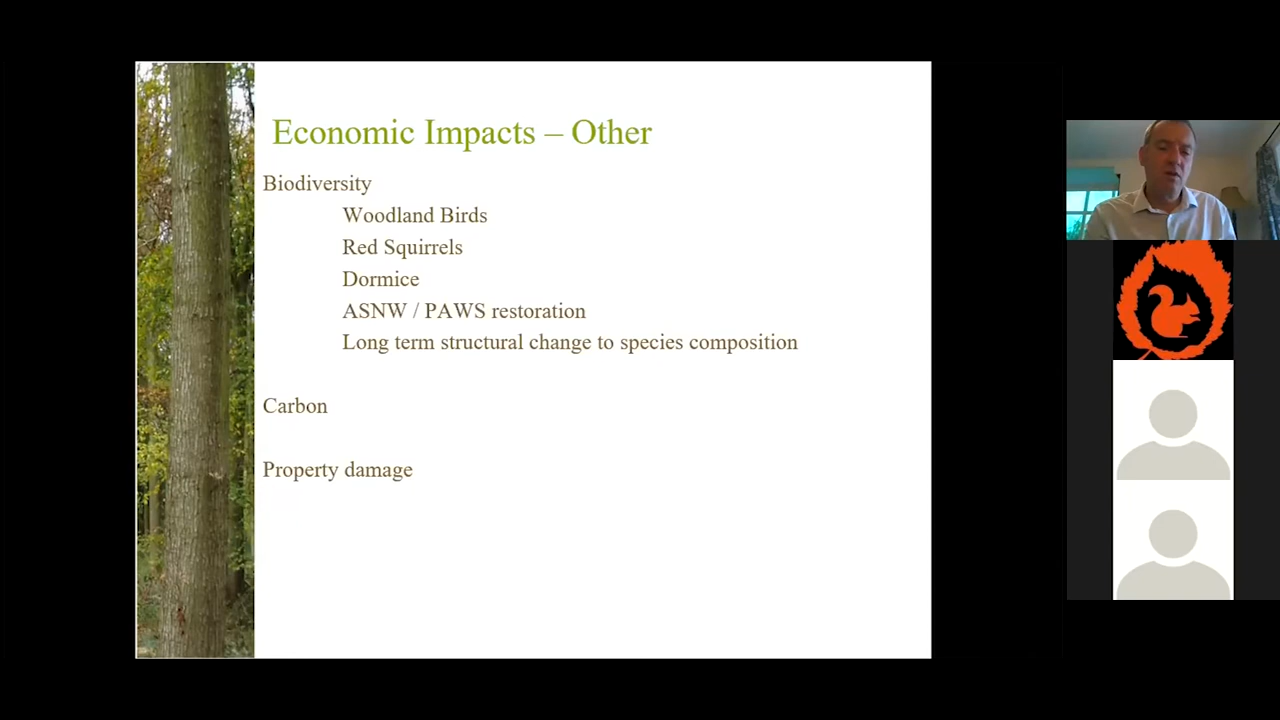 Economic Impacts – Other
Biodiversity
Woodland Birds
Red Squirrels
Dormice
ASNW / PAWS restoration
Long term structural change to species composition
Carbon
Property damage